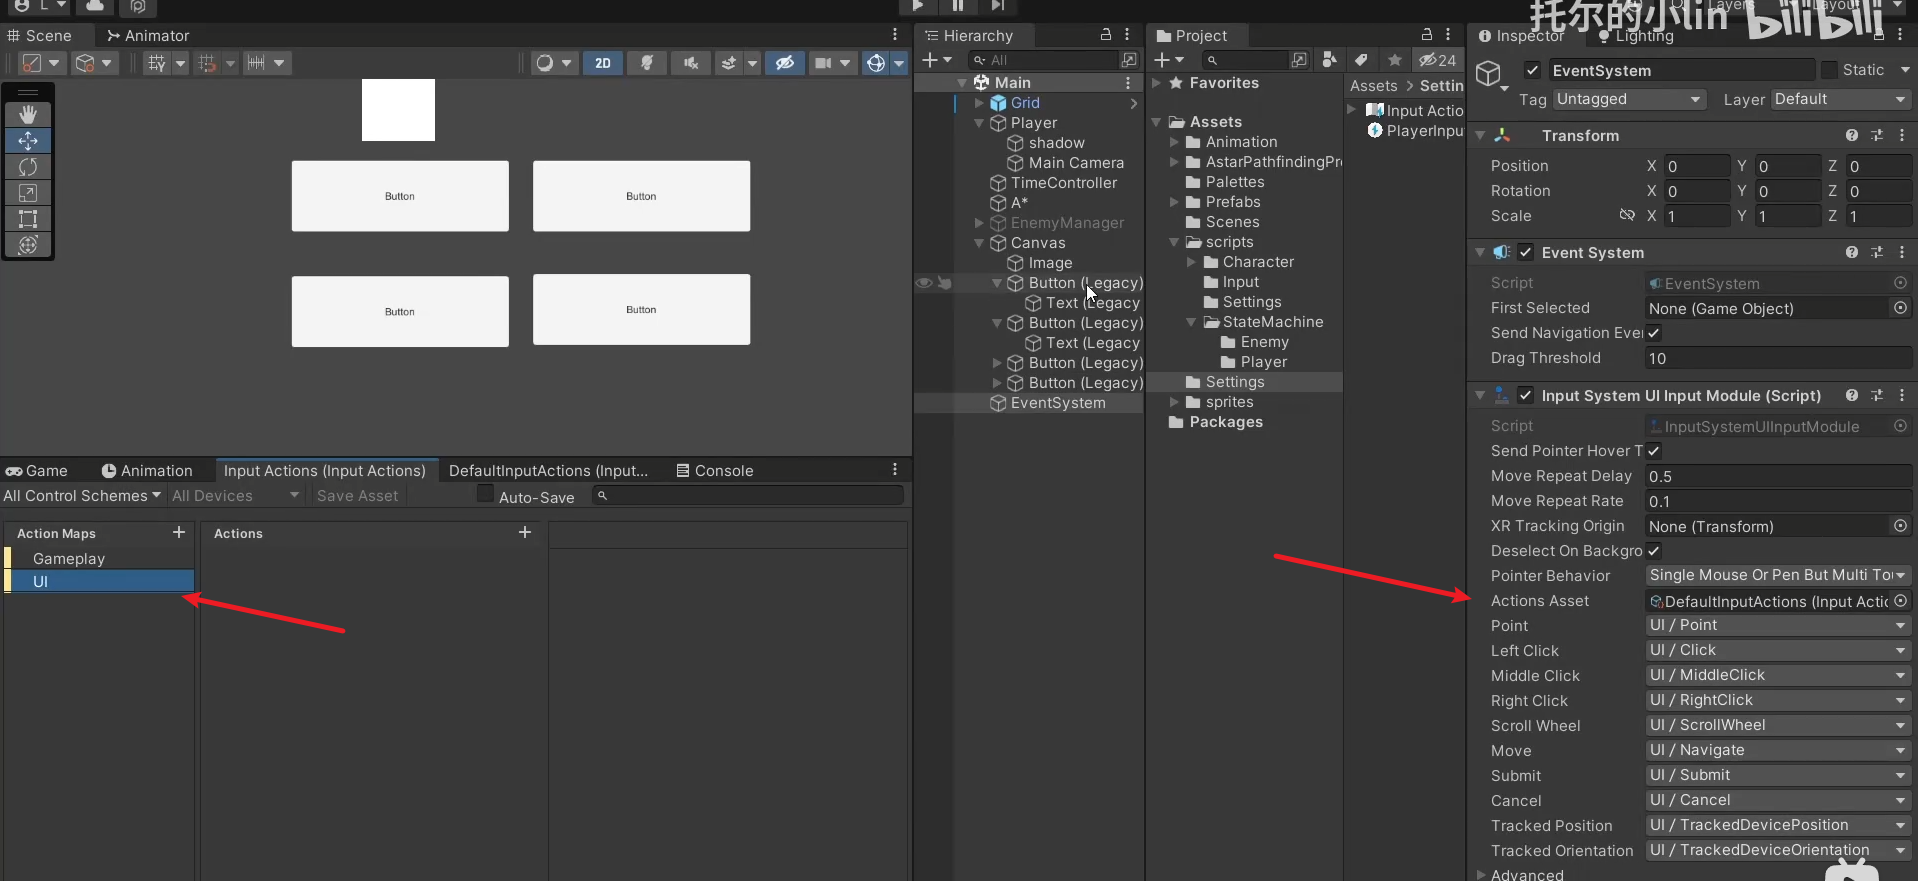 L
Layers
Layout
托尔的小lin bilibili
Scene
Animator
Hierarchy
Project
Inspector
Lighting
2D
All
24
Main
Grid
Player
shadow
Main Camera
TimeController
A*
EnemyManager
Canvas
Image
Button (Legacy)
Text (Legacy
Button (Legacy)
Text (Legacy
Button (Legacy)
Button (Legacy)
EventSystem
Favorites
Assets
Animation
AstarPathfindingPr
Palettes
Prefabs
Scenes
scripts
Character
Input
Settings
StateMachine
Enemy
Player
Settings
sprites
Packages
Assets > Settin
Input Actio
PlayerInpu
Button
Button
Button
Button
Game
Animation
Input Actions (Input Actions)
DefaultInputActions (Input...
Console
All Control Schemes
All Devices
Save Asset
Auto-Save
Action Maps
Actions
Gameplay
UI
EventSystem
Static
Tag Untagged
Layer Default
Transform
Position X 0 Y 0 Z 0
Rotation X 0 Y 0 Z 0
Scale X 1 Y 1 Z 1
Event System
Script EventSystem
First Selected None (Game Object)
Send Navigation Eve
Drag Threshold 10
Input System UI Input Module (Script)
Script InputSystemUIInputModule
Send Pointer Hover T
Move Repeat Delay 0.5
Move Repeat Rate 0.1
XR Tracking Origin None (Transform)
Deselect On Backgro
Pointer Behavior Single Mouse Or Pen But Multi To
Actions Asset DefaultInputActions (Input Actio
Point UI / Point
Left Click UI / Click
Middle Click UI / MiddleClick
Right Click UI / RightClick
Scroll Wheel UI / ScrollWheel
Move UI / Navigate
Submit UI / Submit
Cancel UI / Cancel
Tracked Position UI / TrackedDevicePosition
Tracked Orientation UI / TrackedDeviceOrientation
Advanced